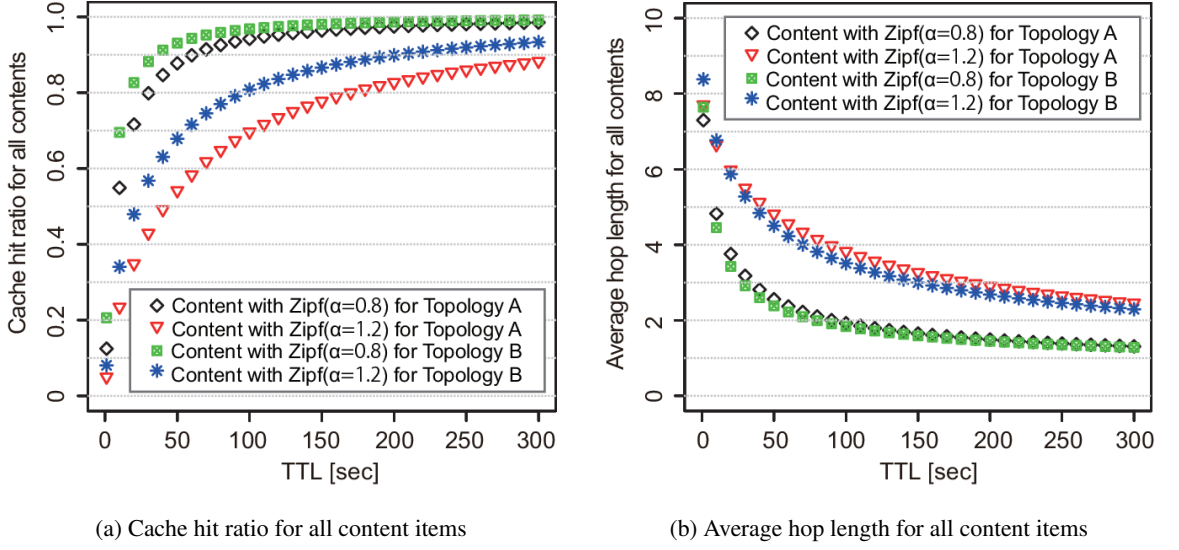 Cache hit ratio for all contents
1.0
0.8
0.6
0.4
0.2
0
Content with Zipf(α=0.8) for Topology A
Content with Zipf(α=1.2) for Topology A
Content with Zipf(α=0.8) for Topology B
Content with Zipf(α=1.2) for Topology B
0 50 100 150 200 250 300
TTL [sec]
(a) Cache hit ratio for all content items
Average hop length for all contents
10
8
6
4
2
0
Content with Zipf(α=0.8) for Topology A
Content with Zipf(α=1.2) for Topology A
Content with Zipf(α=0.8) for Topology B
Content with Zipf(α=1.2) for Topology B
0 50 100 150 200 250 300
TTL [sec]
(b) Average hop length for all content items